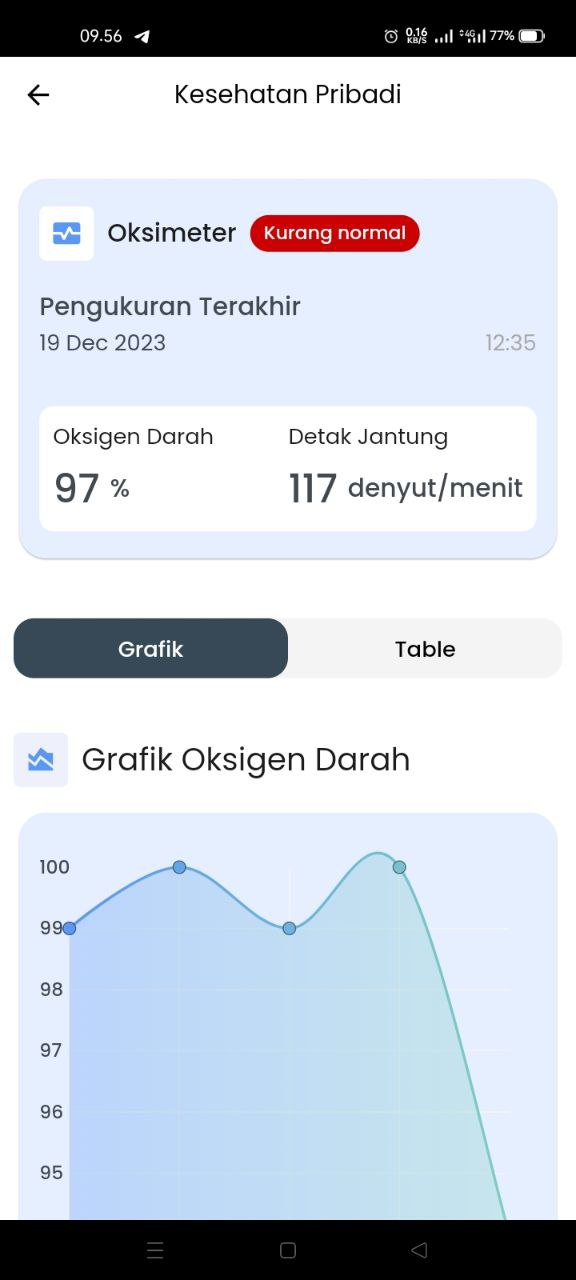 09.56 0.16 KB/S 4G 77%
Kesehatan Pribadi
Oksimeter Kurang normal
Pengukuran Terakhir
19 Dec 2023 12:35
Oksigen Darah Detak Jantung
97 % 117 denyut/menit
Grafik Table
Grafik Oksigen Darah
100
99
98
97
96
95